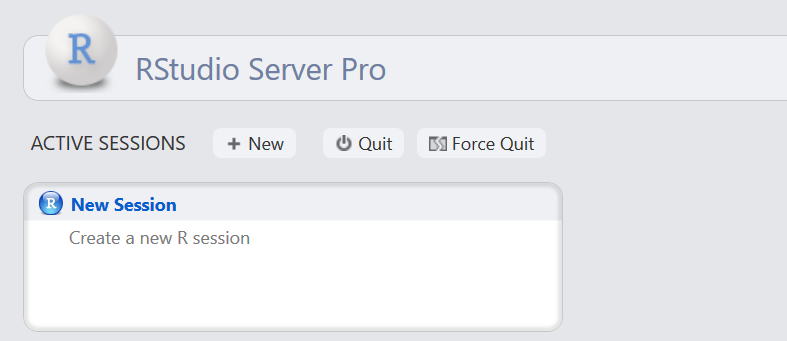 R
RStudio Server Pro
ACTIVE SESSIONS + New Quit Force Quit
R New Session
Create a new R session